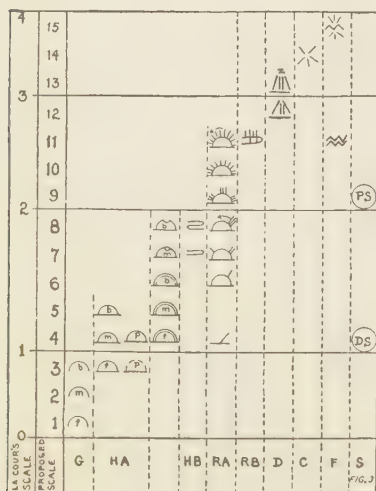 4
15
14
13
3
12
11
10
9 PS
2
8 b
7 m
6 b
5 b m
4 m p f DS
1
3 b f p
2 m
1 f
0
LA COUR'S SCALE
PROPOSED SCALE
G HA HB RA RB D C F S
FIG.3